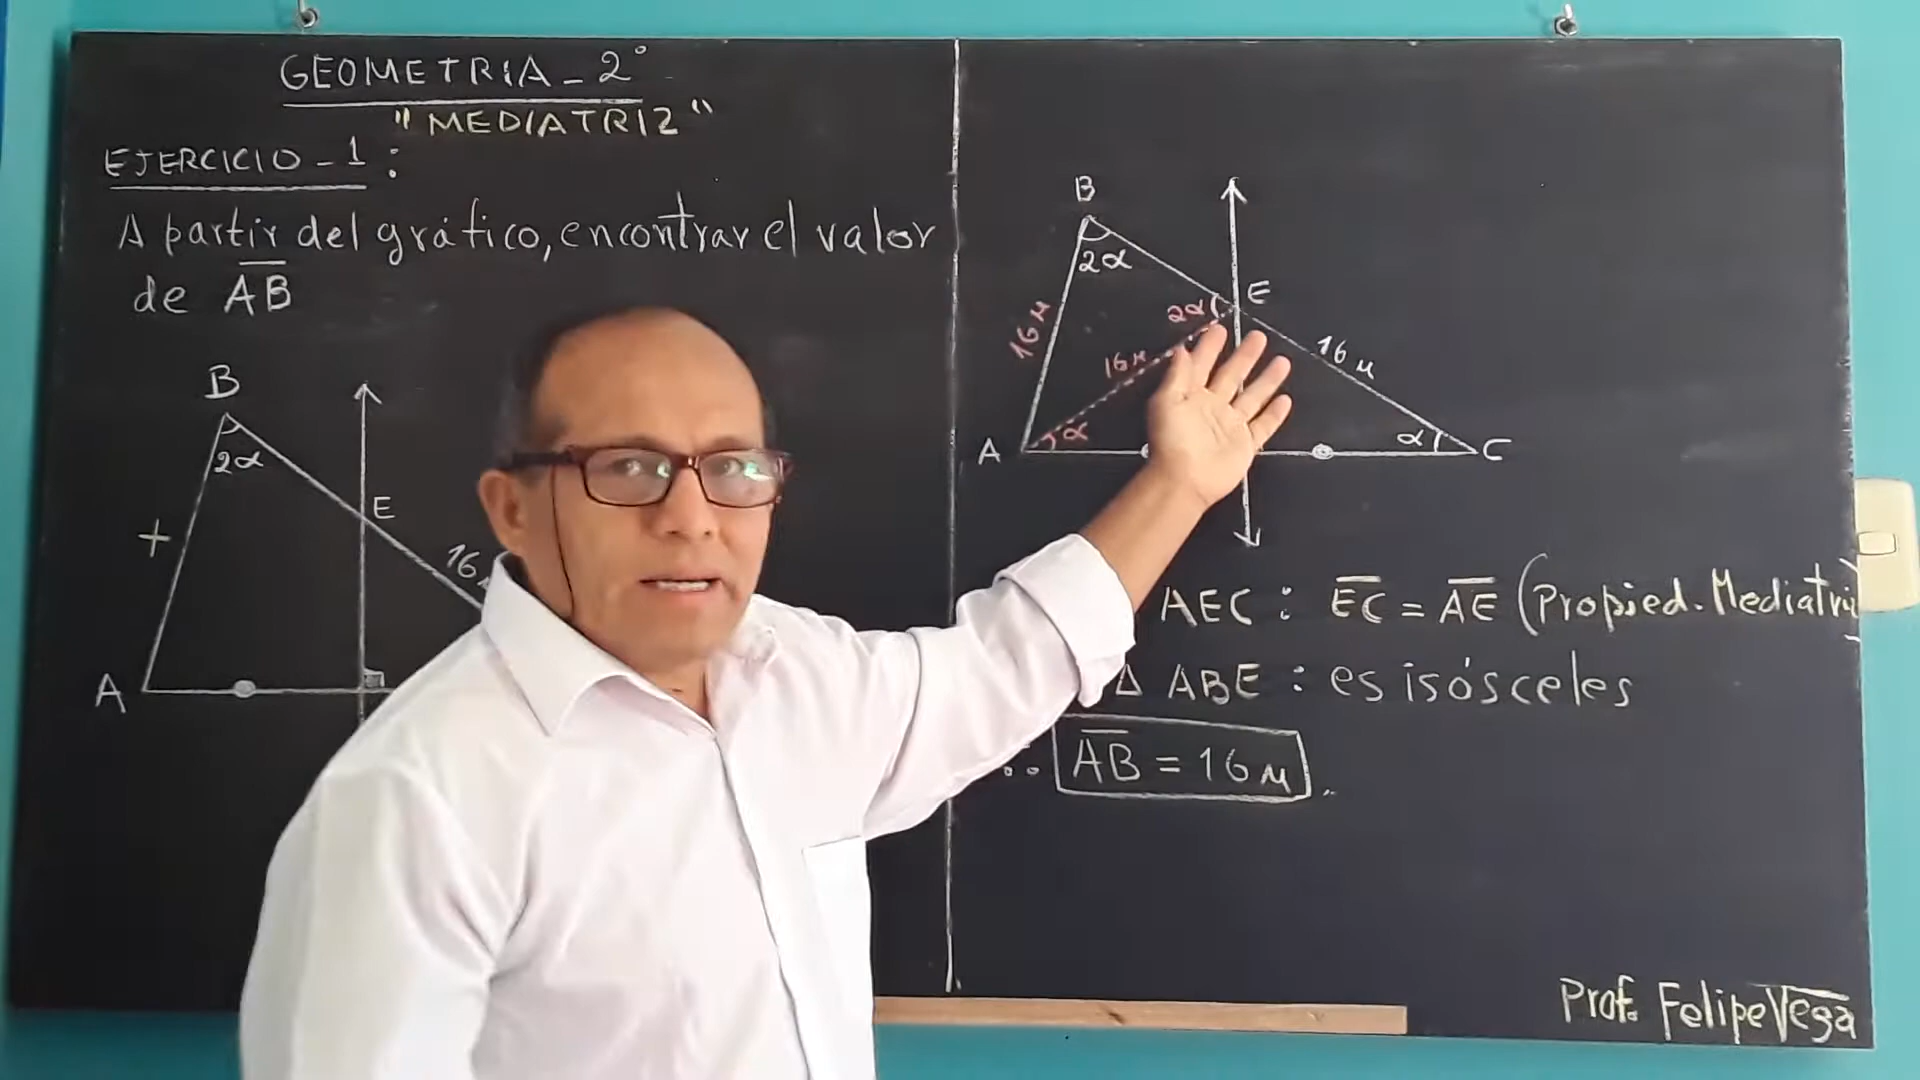 GEOMETRIA - 2°
"MEDIATRIZ"
EJERCICIO - 1 :
A partir del gráfico, encontrar el valor
de AB
B
2α
E
+
16
A
B
2α
E
2α
16 μ
16 μ
16 μ
α
α
A
C
AEC : EC = AE (Propied. Mediatriz)
Δ ABE : es isósceles
∴ AB = 16 μ
Prof. Felipe Vega